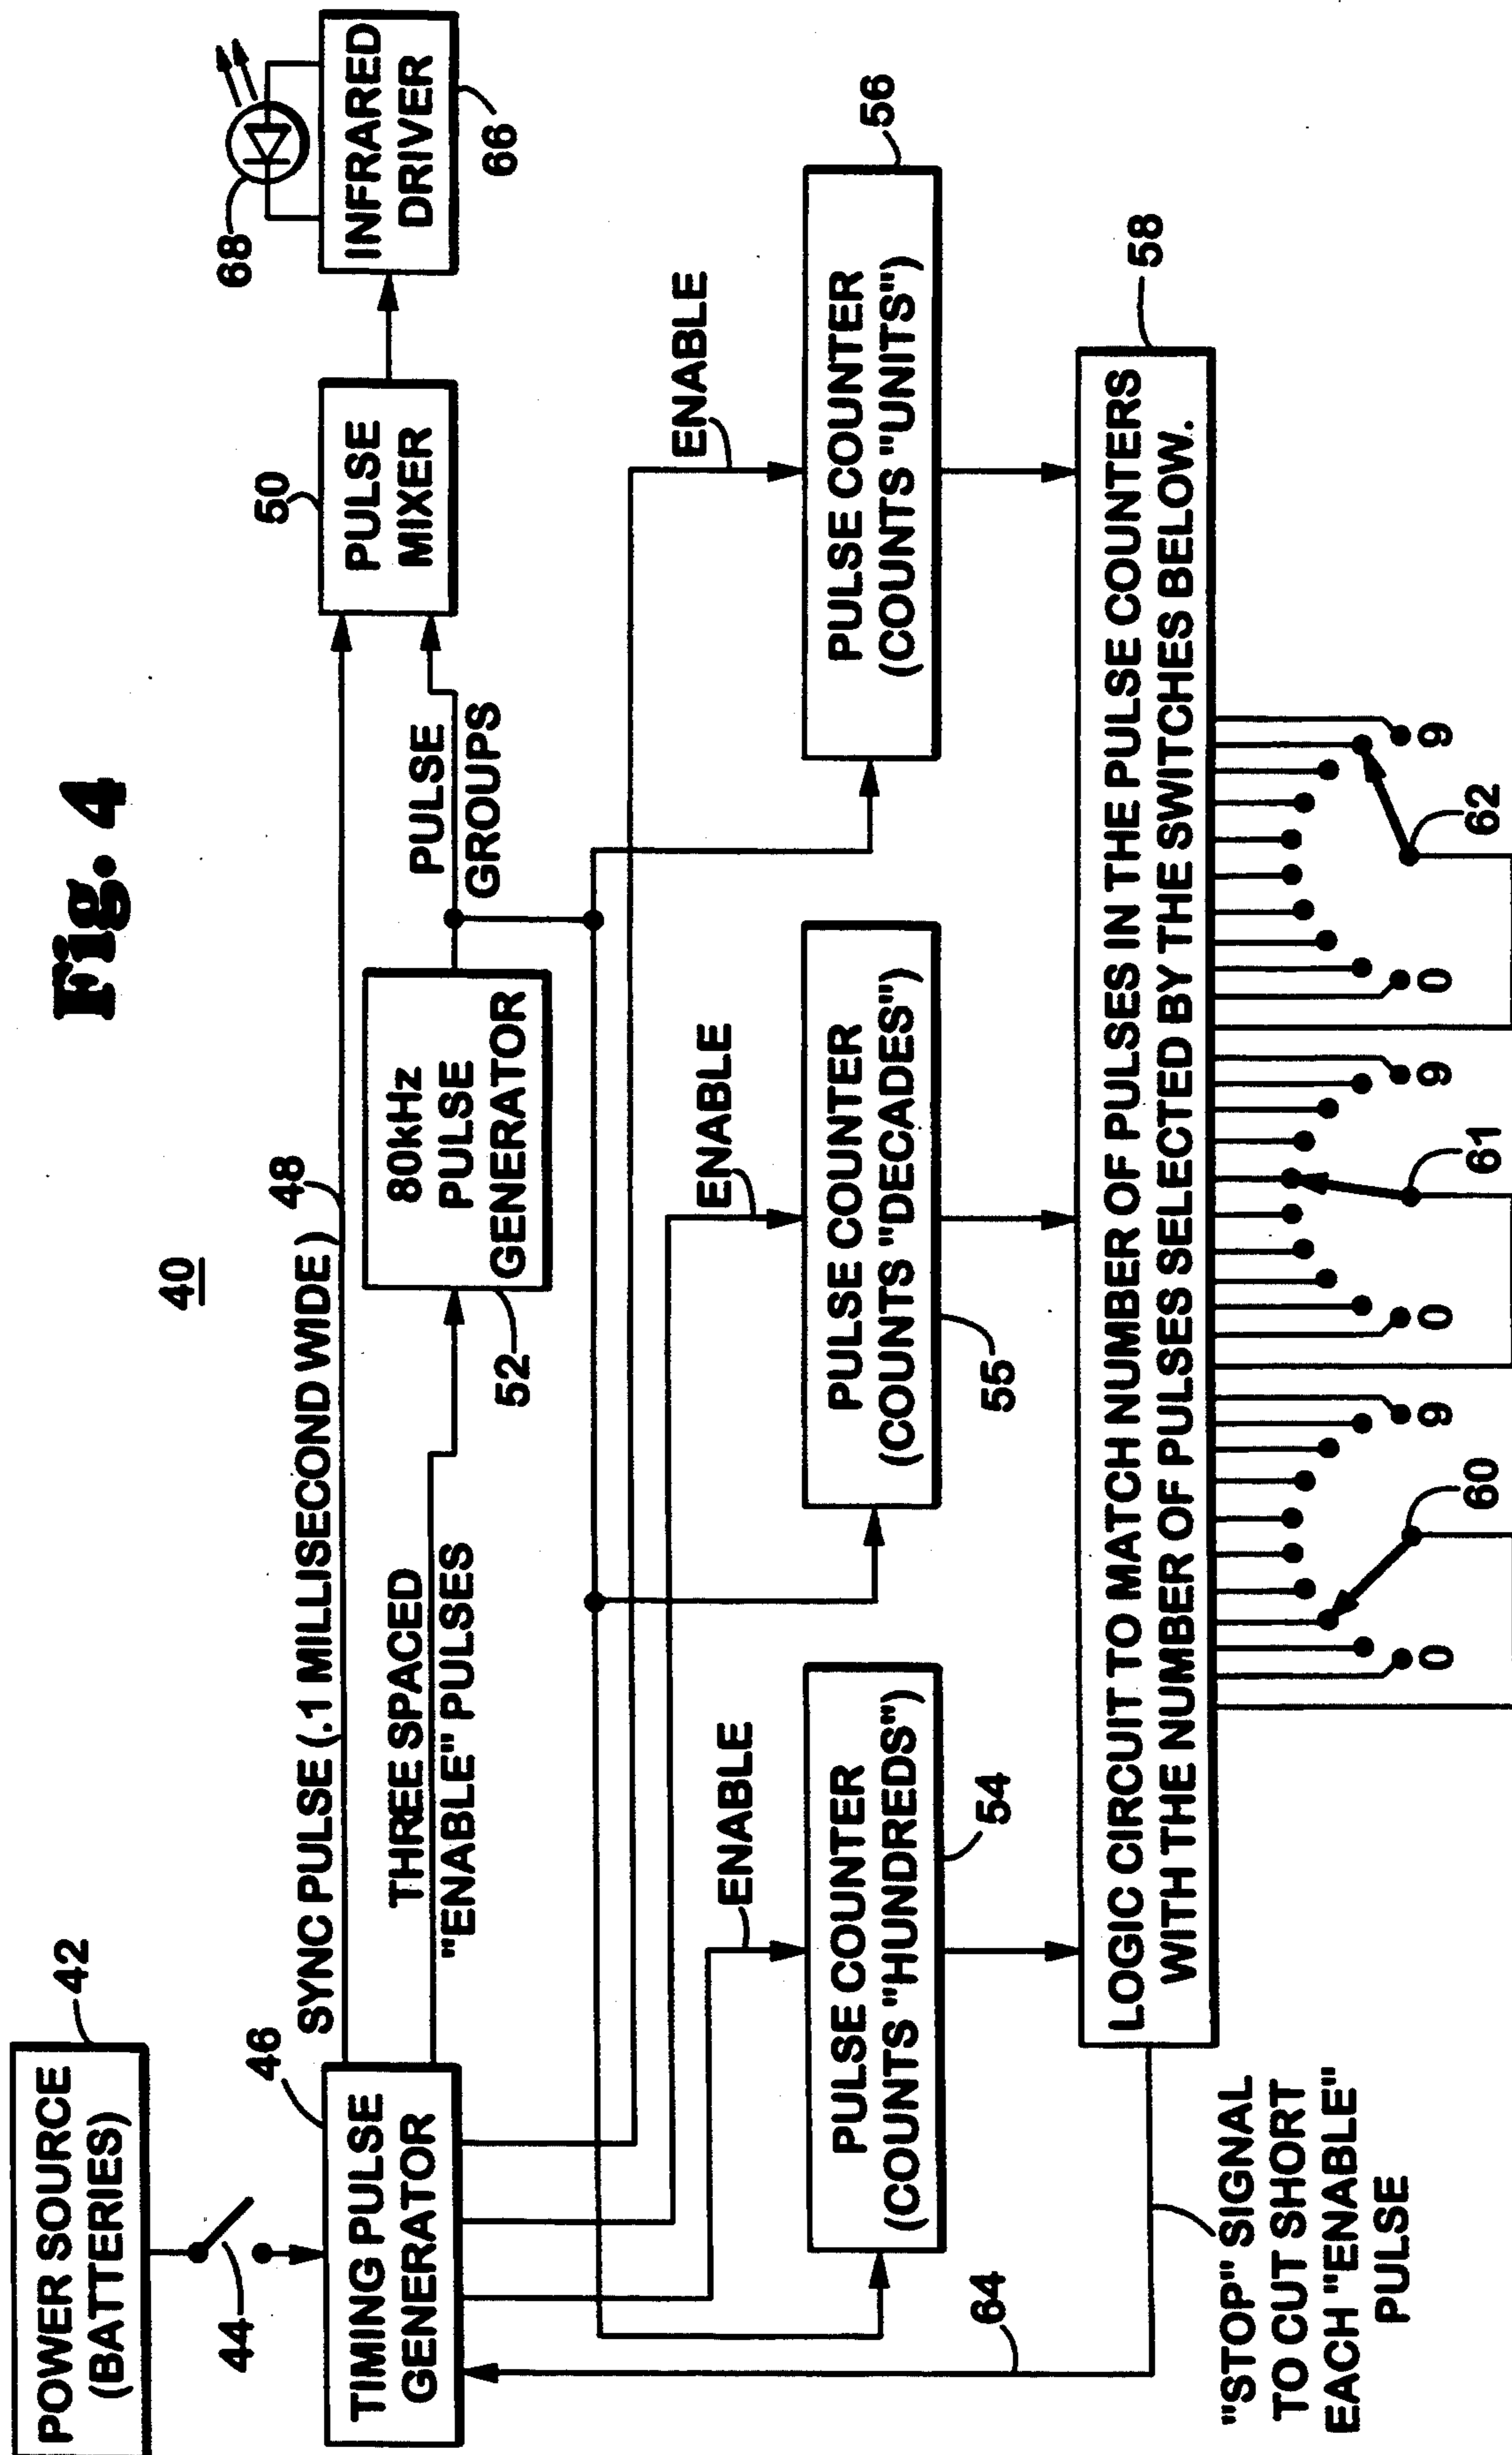 Fig. 4
40
POWER SOURCE
(BATTERIES)
42
44
TIMING PULSE
GENERATOR
46
SYNC PULSE (.1 MILLISECOND WIDE)
48
THREE SPACED
"ENABLE" PULSES
80kHz
PULSE
GENERATOR
52
PULSE
GROUPS
PULSE
MIXER
50
INFRARED
DRIVER
66
68
ENABLE
ENABLE
ENABLE
PULSE COUNTER
(COUNTS "HUNDREDS")
54
PULSE COUNTER
(COUNTS "DECADES")
55
PULSE COUNTER
(COUNTS "UNITS")
56
LOGIC CIRCUIT TO MATCH NUMBER OF PULSES IN THE PULSE COUNTERS
WITH THE NUMBER OF PULSES SELECTED BY THE SWITCHES BELOW.
58
64
"STOP" SIGNAL
TO CUT SHORT
EACH "ENABLE"
PULSE
0
9
60
0
9
61
0
9
62